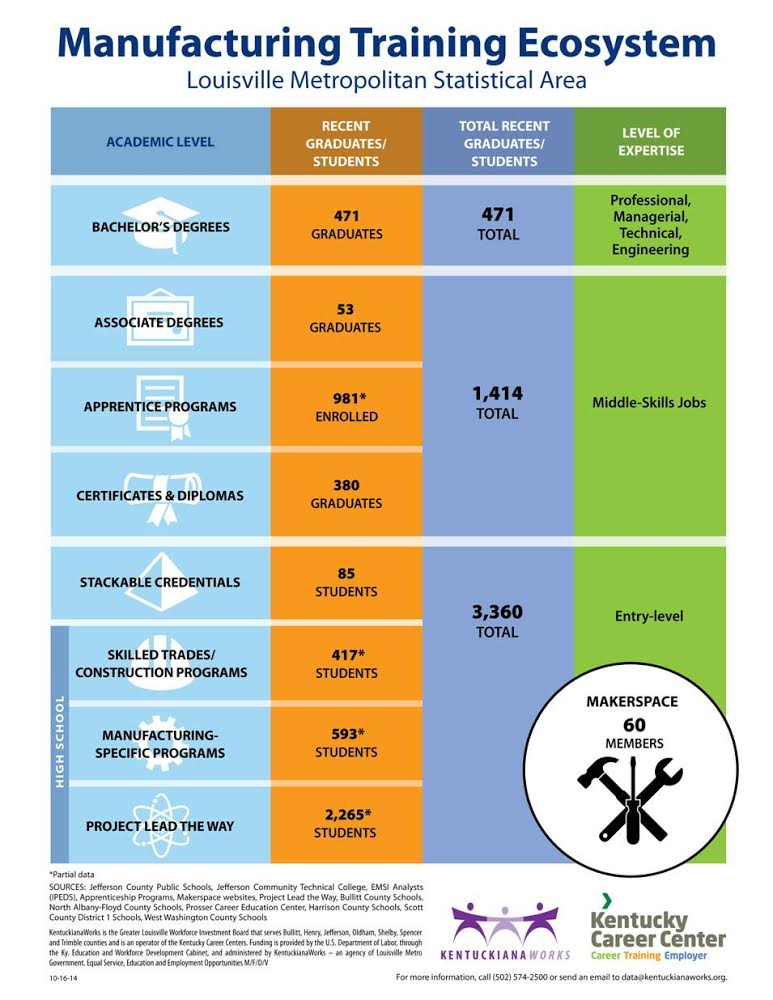 Manufacturing Training Ecosystem
Louisville Metropolitan Statistical Area
ACADEMIC LEVEL
RECENT
GRADUATES/
STUDENTS
TOTAL RECENT
GRADUATES/
STUDENTS
LEVEL OF
EXPERTISE
BACHELOR'S DEGREES
471
GRADUATES
471
TOTAL
Professional,
Managerial,
Technical,
Engineering
ASSOCIATE DEGREES
53
GRADUATES
APPRENTICE PROGRAMS
981*
ENROLLED
1,414
TOTAL
Middle-Skills Jobs
CERTIFICATES & DIPLOMAS
380
GRADUATES
STACKABLE CREDENTIALS
85
STUDENTS
3,360
TOTAL
Entry-level
HIGH SCHOOL
SKILLED TRADES/
CONSTRUCTION PROGRAMS
417*
STUDENTS
MANUFACTURING-
SPECIFIC PROGRAMS
593*
STUDENTS
PROJECT LEAD THE WAY
2,265*
STUDENTS
MAKERSPACE
60
MEMBERS
*Partial data
SOURCES: Jefferson County Public Schools, Jefferson Community Technical College, EMSI Analysts
(IPEDS), Apprenticeship Programs, Makerspace websites, Project Lead the Way, Bullitt County Schools,
North Albany-Floyd County Schools, Prosser Career Education Center, Harrison County Schools, Scott
County District 1 Schools, West Washington County Schools
KentuckianaWorks is the Greater Louisville Workforce Investment Board that serves Bullitt, Henry, Jefferson, Oldham, Shelby, Spencer
and Trimble counties and is an operator of the Kentucky Career Centers. Funding is provided by the U.S. Department of Labor, through
the Ky. Education and Workforce Development Cabinet, and administered by KentuckianaWorks – an agency of Louisville Metro
Government. Equal Service, Education and Employment Opportunities M/F/D/V
10-16-14
KENTUCKIANAWORKS
Kentucky
Career Center
Career Training Employer
For more information, call (502) 574-2500 or send an email to data@kentuckianaworks.org.